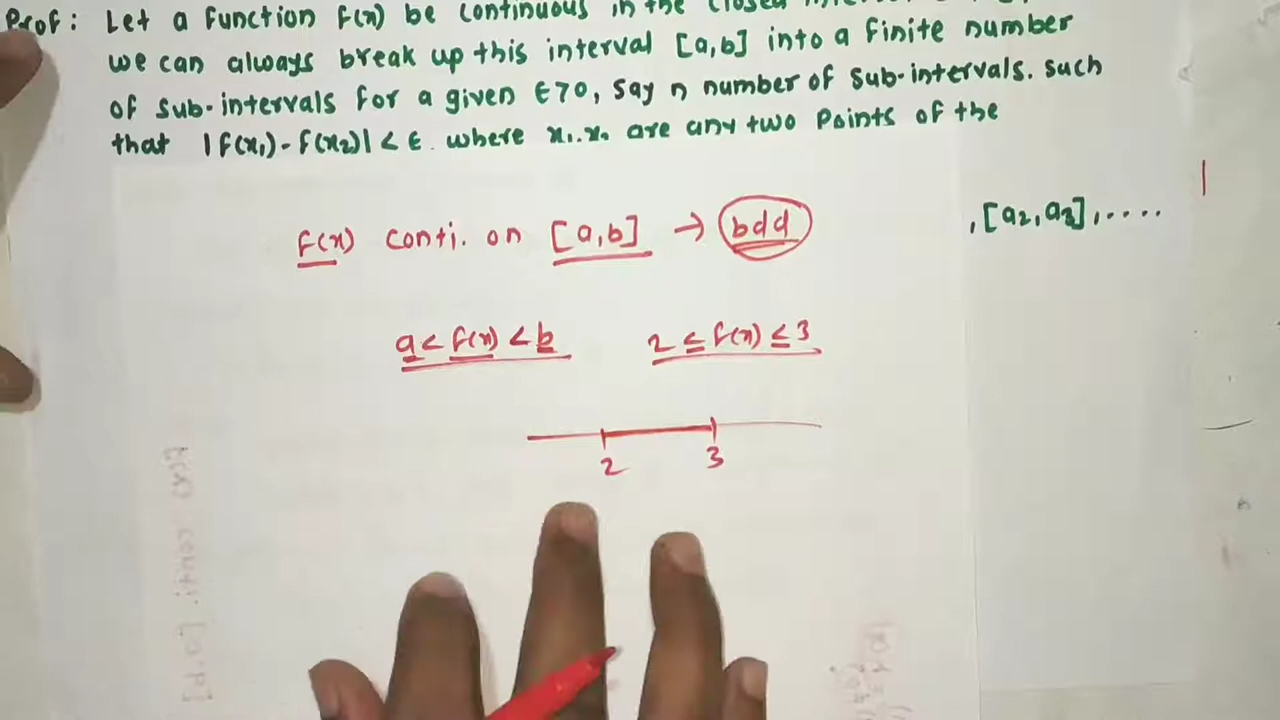 Prof: Let a function f(x) be continuous in the closed
we can always break up this interval [a,b] into a finite number
of sub-intervals for a given ϵ>0, say n number of sub-intervals. such
that |f(x₁)-f(x₂)|<ϵ. where x₁.x₂ are any two points of the
,[a₂,a₃],....
f(x) conti. on [a,b] → bdd
a<f(x)<b 2≤f(x)≤3
2 3